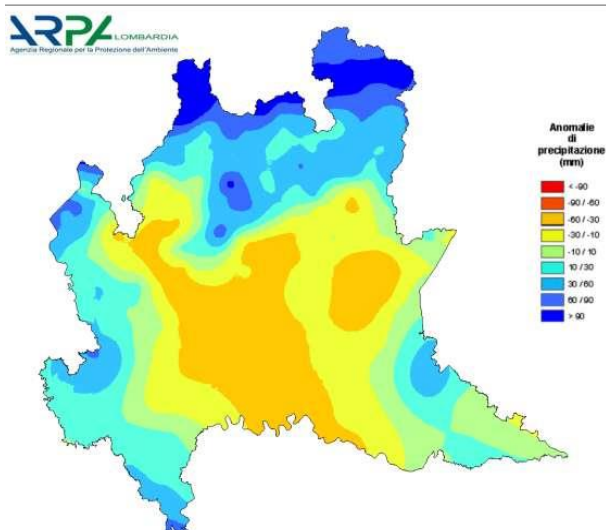 ARPA LOMBARDIA
Agenzia Regionale per la Protezione dell'Ambiente
Anomalie
di
precipitazione
(mm)
< -90
-90 / -60
-60 / -30
-30 / -10
-10 / 10
10 / 30
30 / 60
60 / 90
> 90